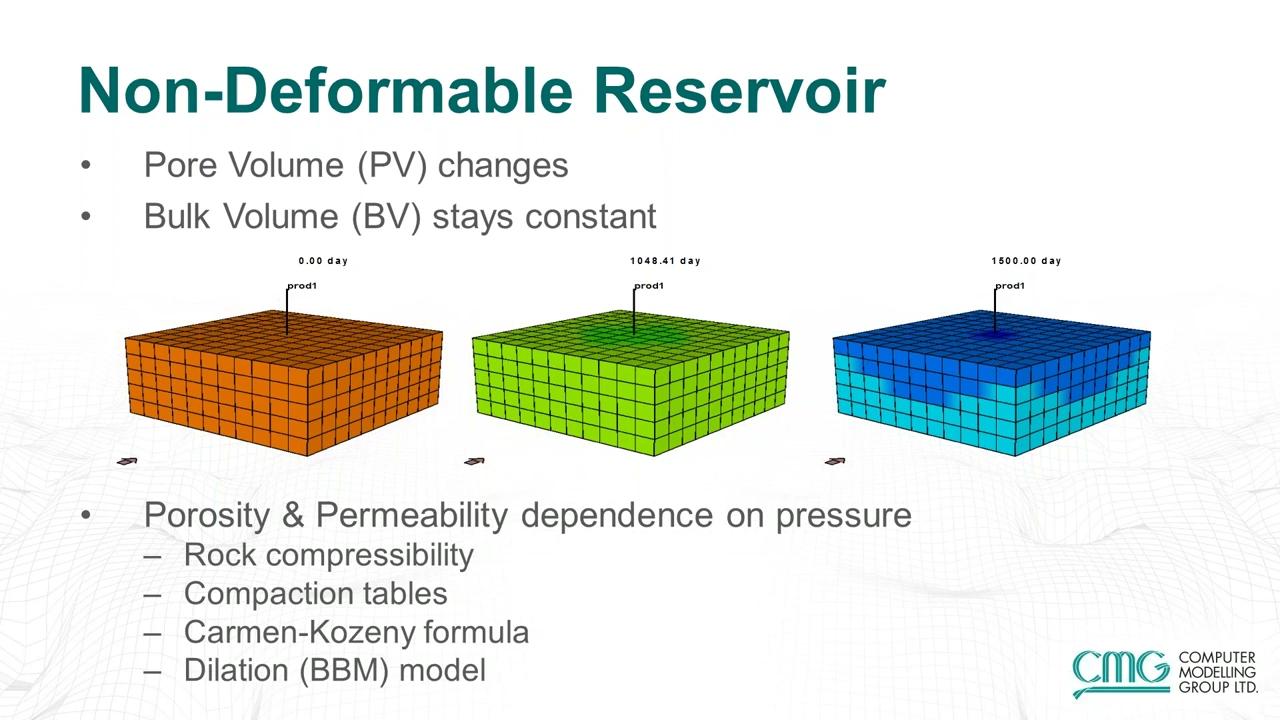 Non-Deformable Reservoir
• Pore Volume (PV) changes
• Bulk Volume (BV) stays constant
0.00 day 1048.41 day 1500.00 day
prod1 prod1 prod1
• Porosity & Permeability dependence on pressure
– Rock compressibility
– Compaction tables
– Carmen-Kozeny formula
– Dilation (BBM) model
CMG COMPUTER
MODELLING
GROUP LTD.